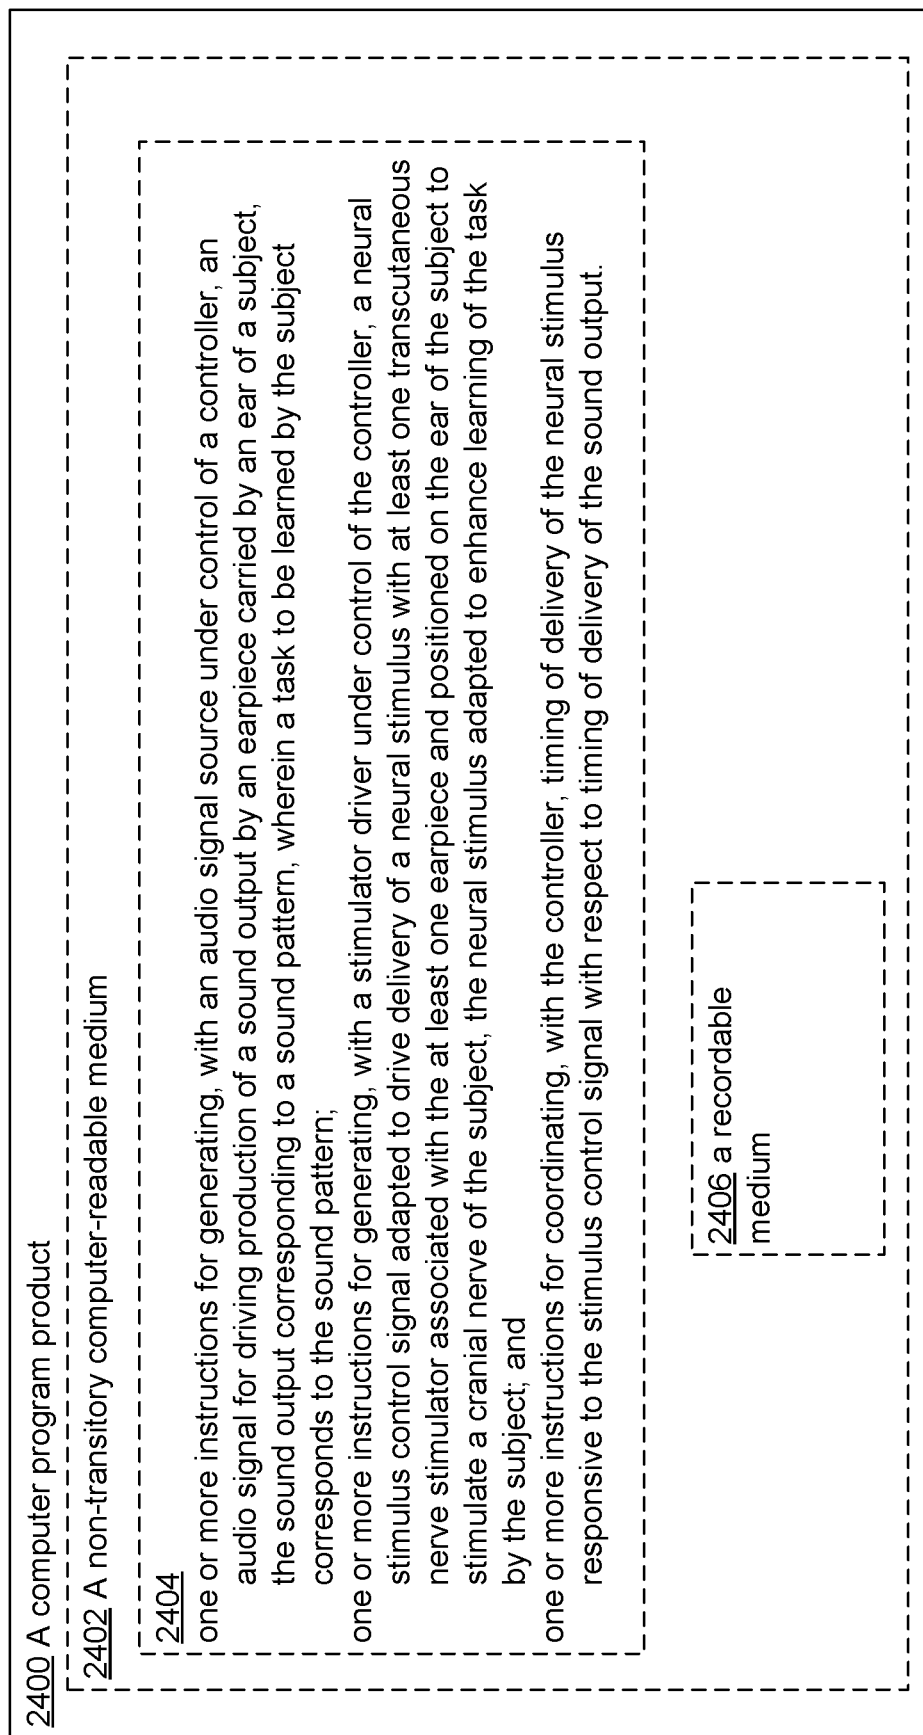 2400 A computer program product
2402 A non-transitory computer-readable medium
2404
one or more instructions for generating, with an audio signal source under control of a controller, an
audio signal for driving production of a sound output by an earpiece carried by an ear of a subject,
the sound output corresponding to a sound pattern, wherein a task to be learned by the subject
corresponds to the sound pattern;
one or more instructions for generating, with a stimulator driver under control of the controller, a neural
stimulus control signal adapted to drive delivery of a neural stimulus with at least one transcutaneous
nerve stimulator associated with the at least one earpiece and positioned on the ear of the subject to
stimulate a cranial nerve of the subject, the neural stimulus adapted to enhance learning of the task
by the subject; and
one or more instructions for coordinating, with the controller, timing of delivery of the neural stimulus
responsive to the stimulus control signal with respect to timing of delivery of the sound output.
2406 a recordable
medium